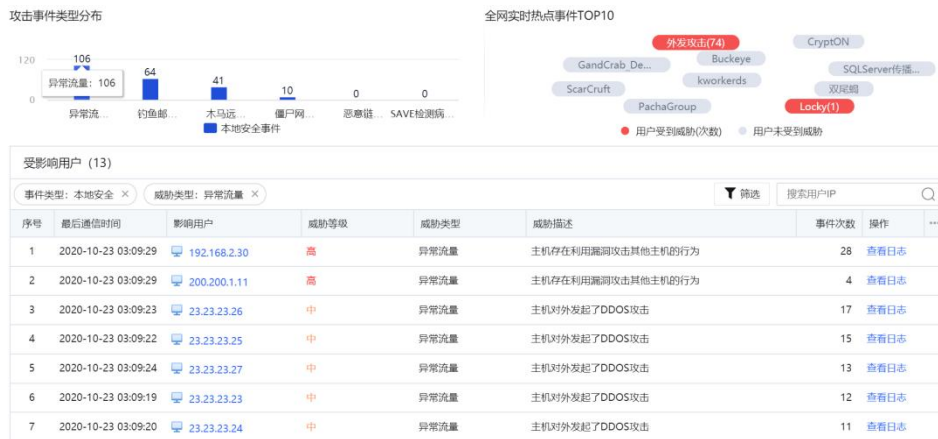 攻击事件类型分布
120
0
106
64
41
10
0
0
异常流量：106
异常流...
钓鱼邮...
木马远...
僵尸网...
恶意链...
SAVE检测病...
本地安全事件
全网实时热点事件TOP10
外发攻击(74)
CryptON
GandCrab_De...
Buckeye
SQLServer传播...
kworkerds
ScarCruft
双尾蝎
PachaGroup
Locky(1)
用户受到威胁(次数)
用户未受到威胁
受影响用户（13）
事件类型：本地安全 ×
威胁类型：异常流量 ×
筛选
搜索用户IP
序号 最后通信时间 影响用户 威胁等级 威胁类型 威胁描述 事件次数 操作 ...
1 2020-10-23 03:09:29 192.168.2.30 高 异常流量 主机存在利用漏洞攻击其他主机的行为 28 查看日志
2 2020-10-23 03:09:29 200.200.1.11 高 异常流量 主机存在利用漏洞攻击其他主机的行为 4 查看日志
3 2020-10-23 03:09:23 23.23.23.26 中 异常流量 主机对外发起了DDOS攻击 17 查看日志
4 2020-10-23 03:09:22 23.23.23.25 中 异常流量 主机对外发起了DDOS攻击 15 查看日志
5 2020-10-23 03:09:24 23.23.23.27 中 异常流量 主机对外发起了DDOS攻击 13 查看日志
6 2020-10-23 03:09:19 23.23.23.23 中 异常流量 主机对外发起了DDOS攻击 12 查看日志
7 2020-10-23 03:09:20 23.23.23.24 中 异常流量 主机对外发起了DDOS攻击 11 查看日志